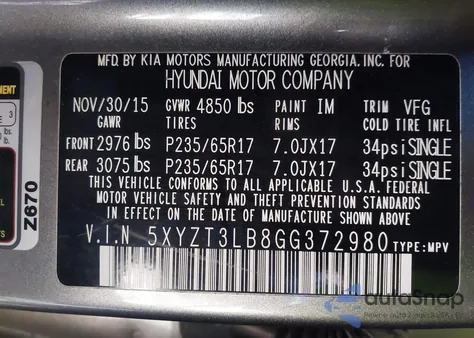 MFD. BY KIA MOTORS MANUFACTURING GEORGIA, INC. FOR
HYUNDAI MOTOR COMPANY
NOV/30/15 GVWR 4850 lbs PAINT IM TRIM VFG
GAWR TIRES RIMS COLD TIRE INFL
FRONT 2976 lbs P235/65R17 7.0JX17 34psi SINGLE
REAR 3075 lbs P235/65R17 7.0JX17 34psi SINGLE
THIS VEHICLE CONFORMS TO ALL APPLICABLE U.S.A. FEDERAL
MOTOR VEHICLE SAFETY AND THEFT PREVENTION STANDARDS
IN EFFECT ON THE DATE OF MANUFACTURE SHOWN ABOVE.
V.I.N 5XYZT3LB8GG372980 TYPE: MPV
Z670
3
lbs
autoSnap